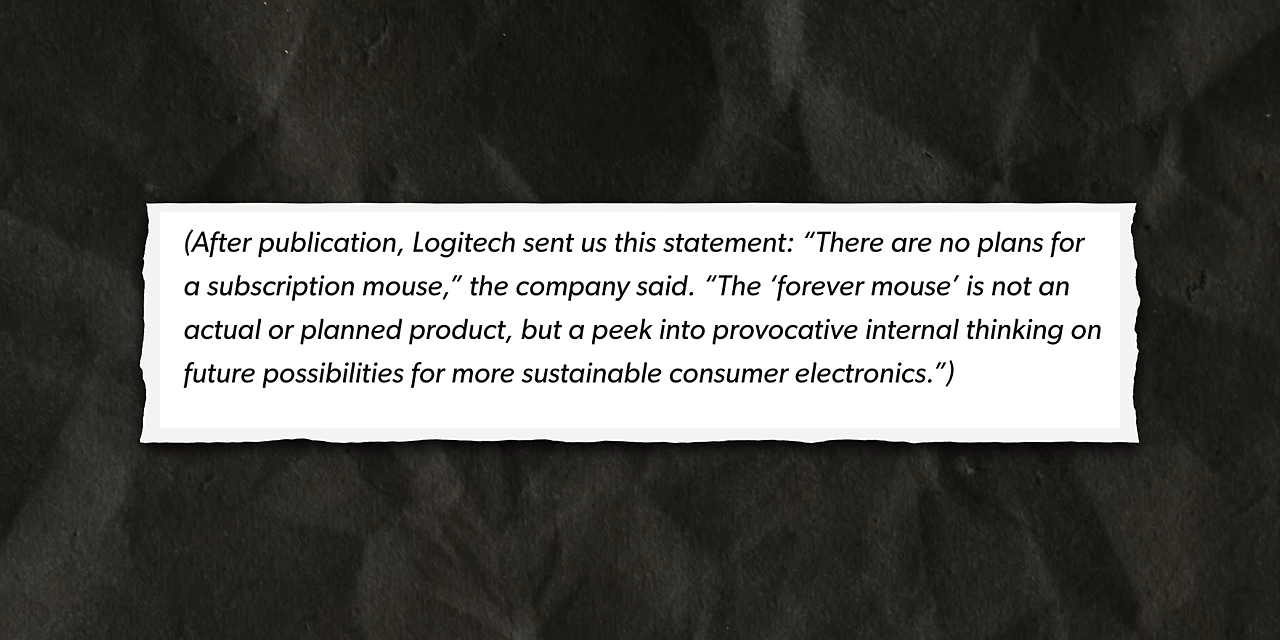 (After publication, Logitech sent us this statement: “There are no plans for
a subscription mouse,” the company said. “The ‘forever mouse’ is not an
actual or planned product, but a peek into provocative internal thinking on
future possibilities for more sustainable consumer electronics.”)